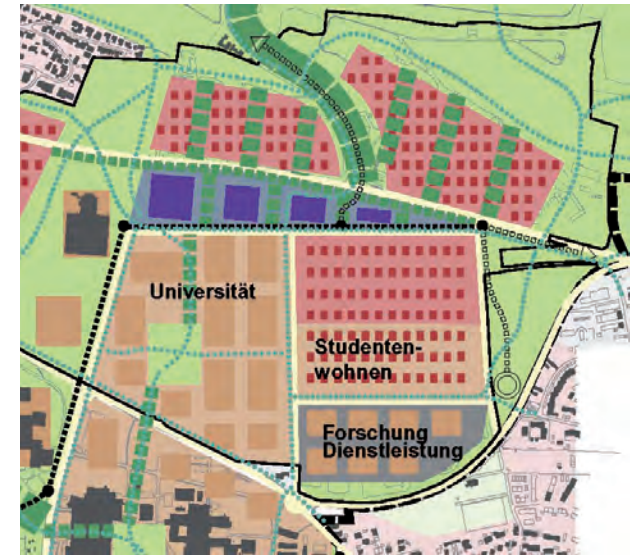 Universität
Studenten-
wohnen
Forschung
Dienstleistung